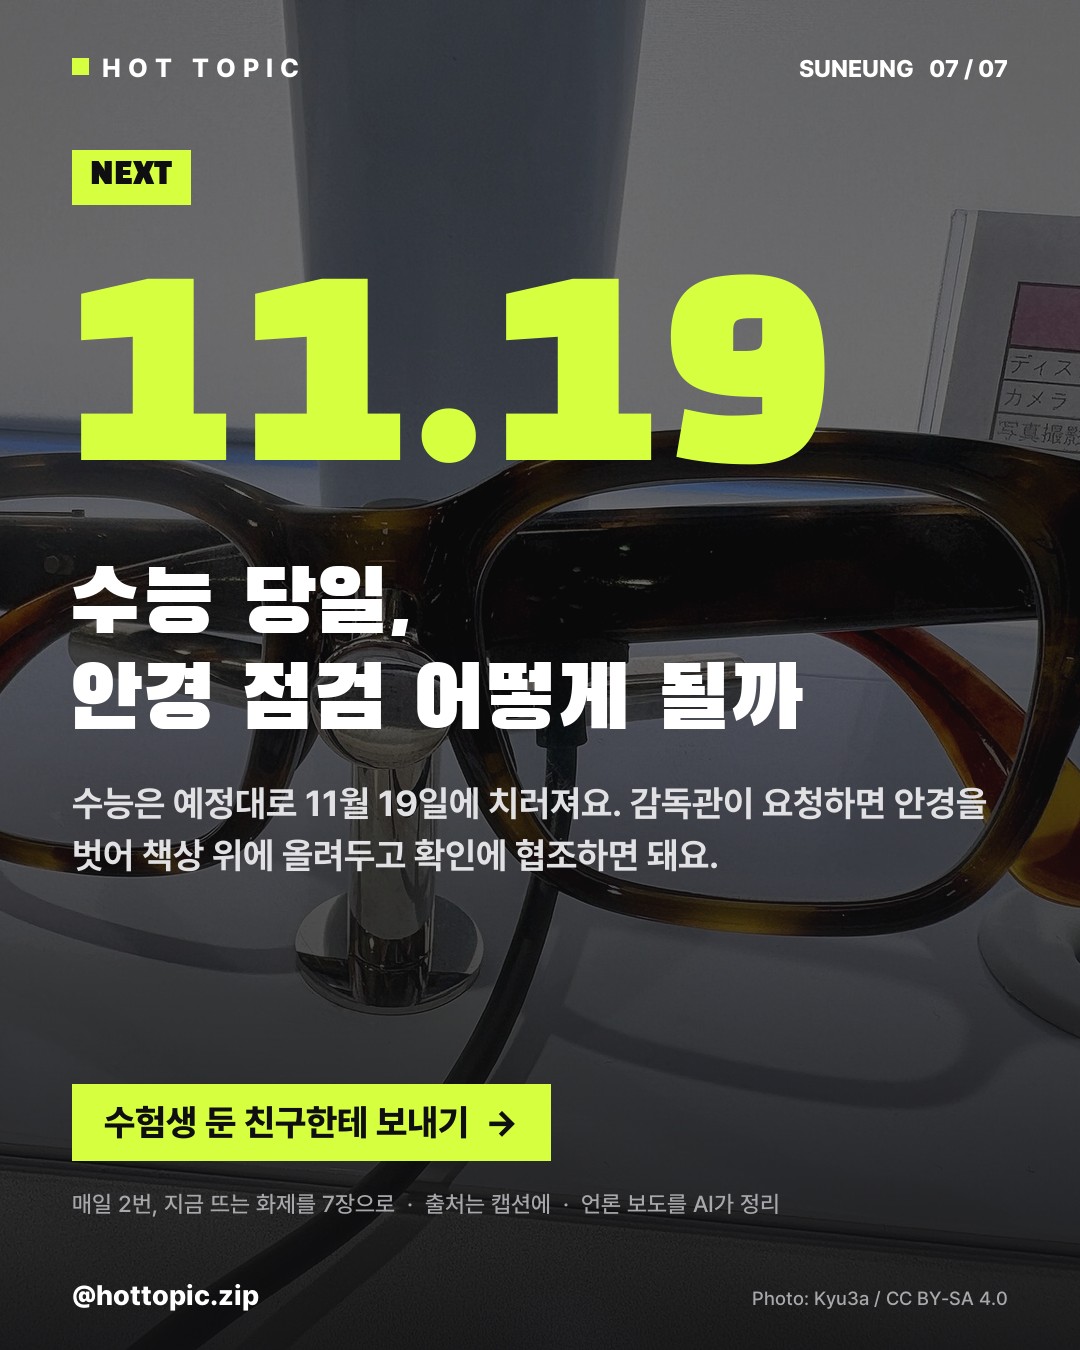 HOT TOPIC
SUNEUNG 07 / 07
NEXT
11.19
ディス
カメラ
写真撮影
수능 당일,
안경 점검 어떻게 될까
수능은 예정대로 11월 19일에 치러져요. 감독관이 요청하면 안경을
벗어 책상 위에 올려두고 확인에 협조하면 돼요.
수험생 둔 친구한테 보내기 →
매일 2번, 지금 뜨는 화제를 7장으로 · 출처는 캡션에 · 언론 보도를 AI가 정리
@hottopic.zip
Photo: Kyu3a / CC BY-SA 4.0